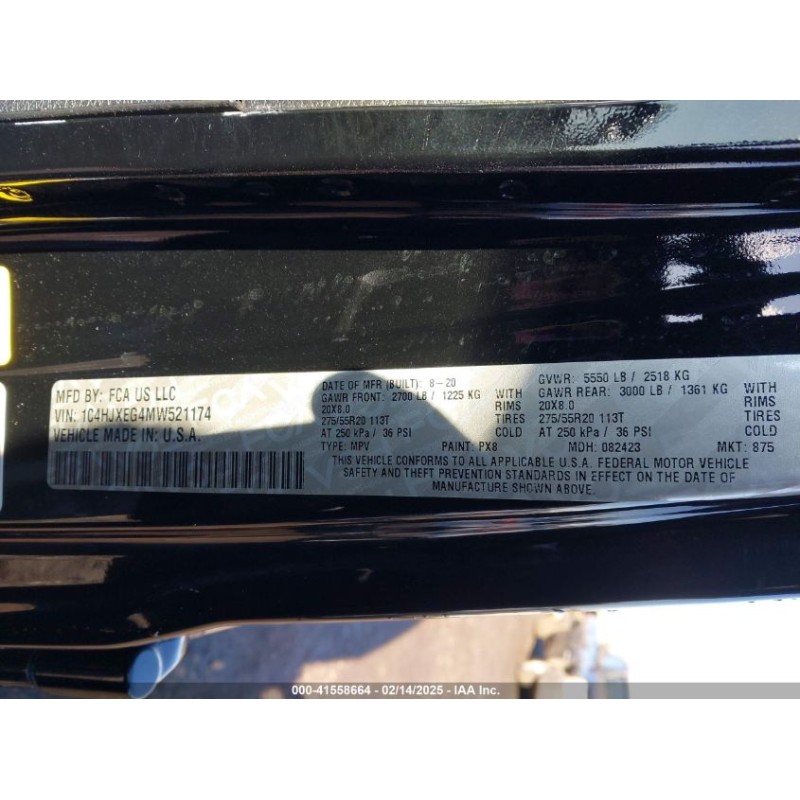 MFD BY: FCA US LLC
VIN: 1C4HJXEG4MW521174
VEHICLE MADE IN: U.S.A.
DATE OF MFR (BUILT): 8-20
GAWR FRONT: 2700 LB / 1225 KG WITH
20X8.0 RIMS
275/55R20 113T TIRES
AT 250 kPa / 36 PSI COLD
TYPE: MPV PAINT: PX8
GVWR: 5550 LB / 2518 KG
GAWR REAR: 3000 LB / 1361 KG WITH
20X8.0 RIMS
275/55R20 113T TIRES
AT 250 kPa / 36 PSI COLD
MDH: 082423 MKT: 875
THIS VEHICLE CONFORMS TO ALL APPLICABLE U.S.A. FEDERAL MOTOR VEHICLE
SAFETY AND THEFT PREVENTION STANDARDS IN EFFECT ON THE DATE OF
MANUFACTURE SHOWN ABOVE.
000-41558664 - 02/14/2025 - IAA Inc.